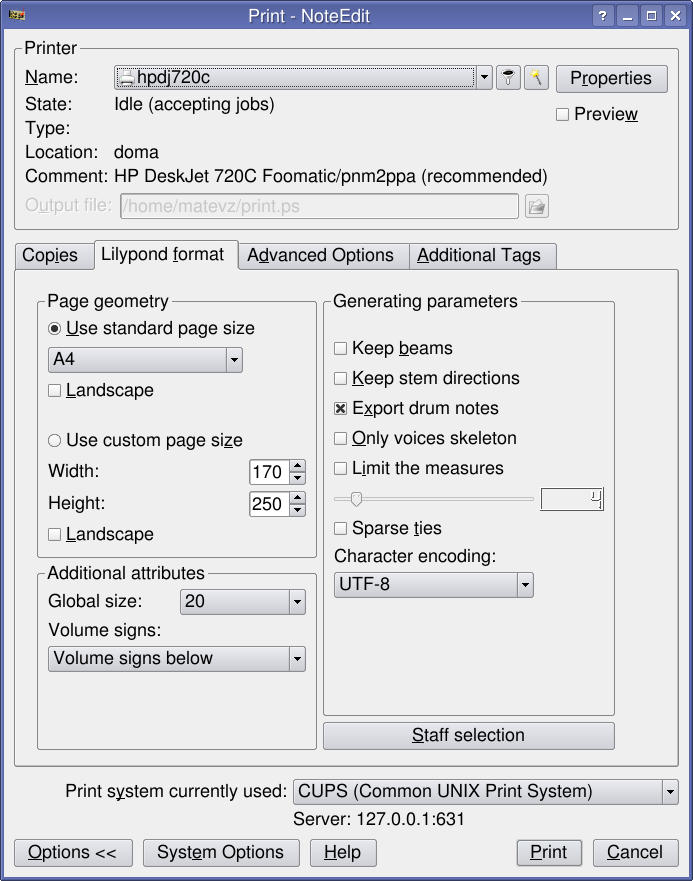 Print - NoteEdit
Printer
Name: hpdj720c Properties
State: Idle (accepting jobs)
Preview
Type:
Location: doma
Comment: HP DeskJet 720C Foomatic/pnm2ppa (recommended)
Output file: /home/matevz/print.ps
Copies Lilypond format Advanced Options Additional Tags
Page geometry
Use standard page size
A4
Landscape
Use custom page size
Width: 170
Height: 250
Landscape
Additional attributes
Global size: 20
Volume signs:
Volume signs below
Generating parameters
Keep beams
Keep stem directions
Export drum notes
Only voices skeleton
Limit the measures
4
Sparse ties
Character encoding:
UTF-8
Staff selection
Print system currently used: CUPS (Common UNIX Print System)
Server: 127.0.0.1:631
Options << System Options Help Print Cancel